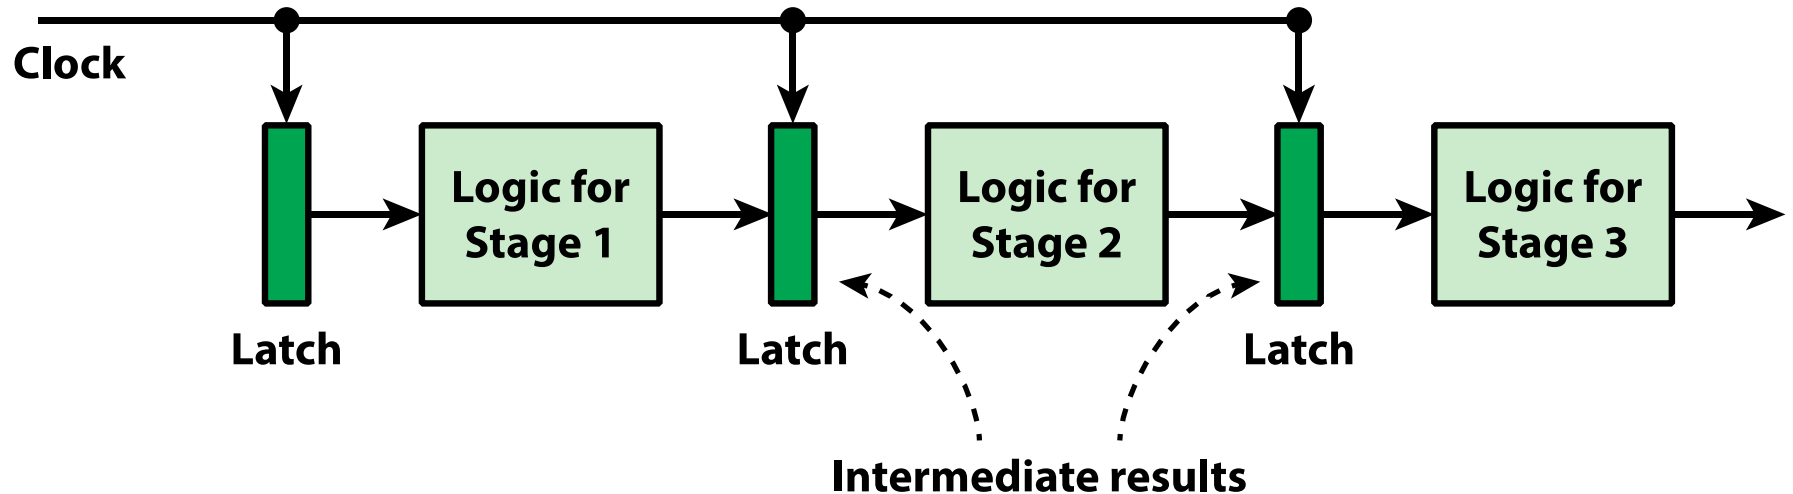 Clock
Logic for
Stage 1
Logic for
Stage 2
Logic for
Stage 3
Latch
Latch
Latch
Intermediate results